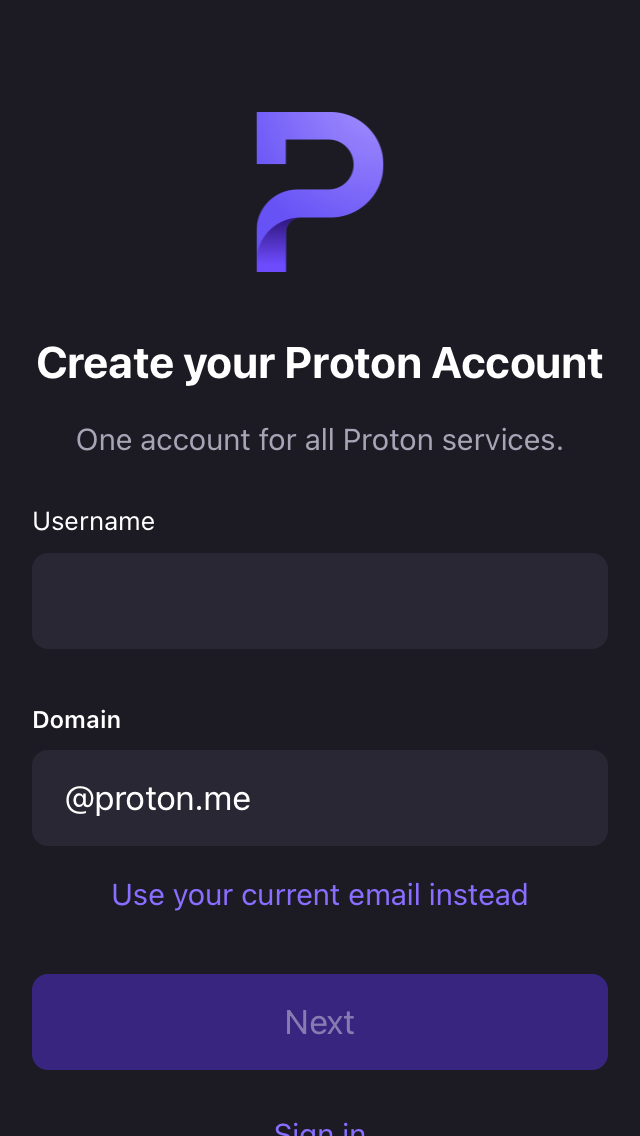 Create your Proton Account
One account for all Proton services.
Username
Domain
@proton.me
Use your current email instead
Next
Sign in